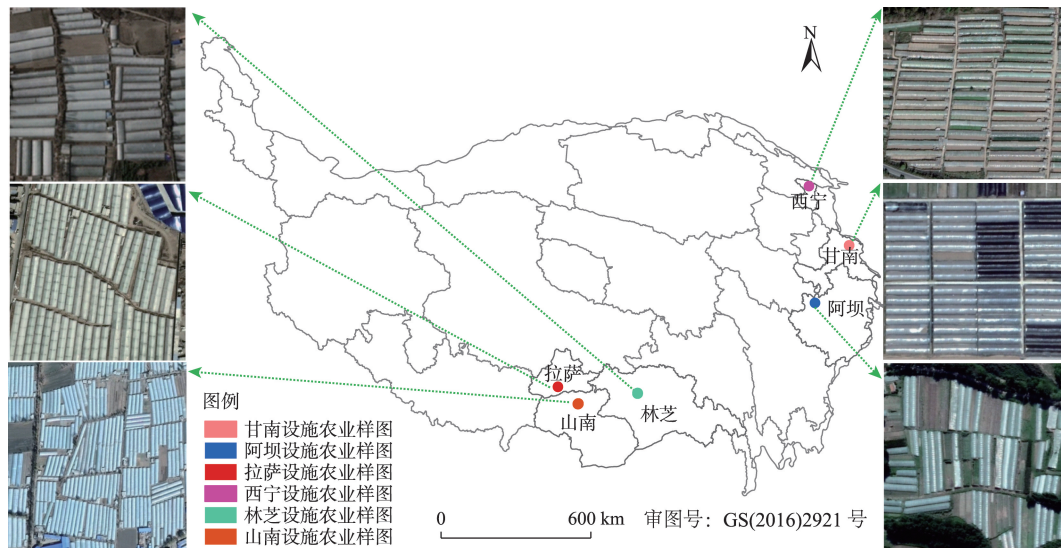 N
西宁
甘南
阿坝
拉萨
林芝
山南
图例
甘南设施农业样图
阿坝设施农业样图
拉萨设施农业样图
西宁设施农业样图
林芝设施农业样图
山南设施农业样图
0 600 km
审图号：GS(2016)2921 号